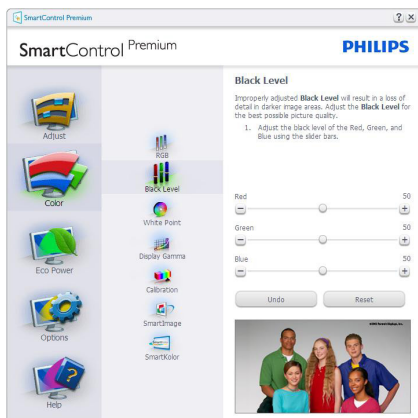 SmartControl Premium
SmartControl Premium
PHILIPS
Adjust
Color
Eco Power
Options
Help
RGB
Black Level
White Point
Display Gamma
Calibration
SmartImage
SmartKolor
Black Level
Improperly adjusted Black Level will result in a loss of
detail in darker image areas. Adjust the Black Level for
the best possible picture quality.
1. Adjust the black level of the Red, Green, and
Blue using the slider bars.
Red 50
Green 50
Blue 50
Undo Reset